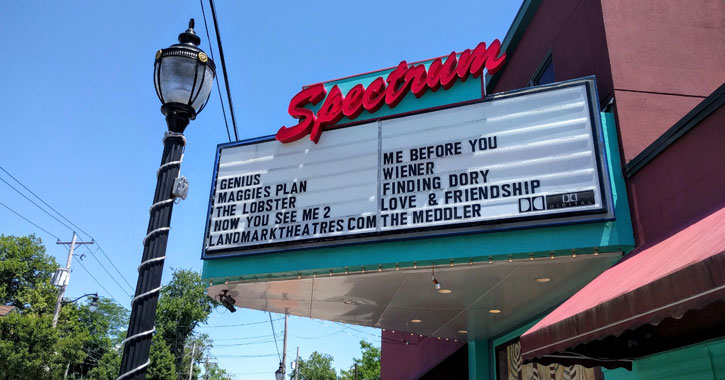 Spectrum
GENIUS
MAGGIES PLAN
THE LOBSTER
NOW YOU SEE ME 2
LANDMARKTHEATRES COM
ME BEFORE YOU
WIENER
FINDING DORY
LOVE & FRIENDSHIP
THE MEDDLER
DIGITAL